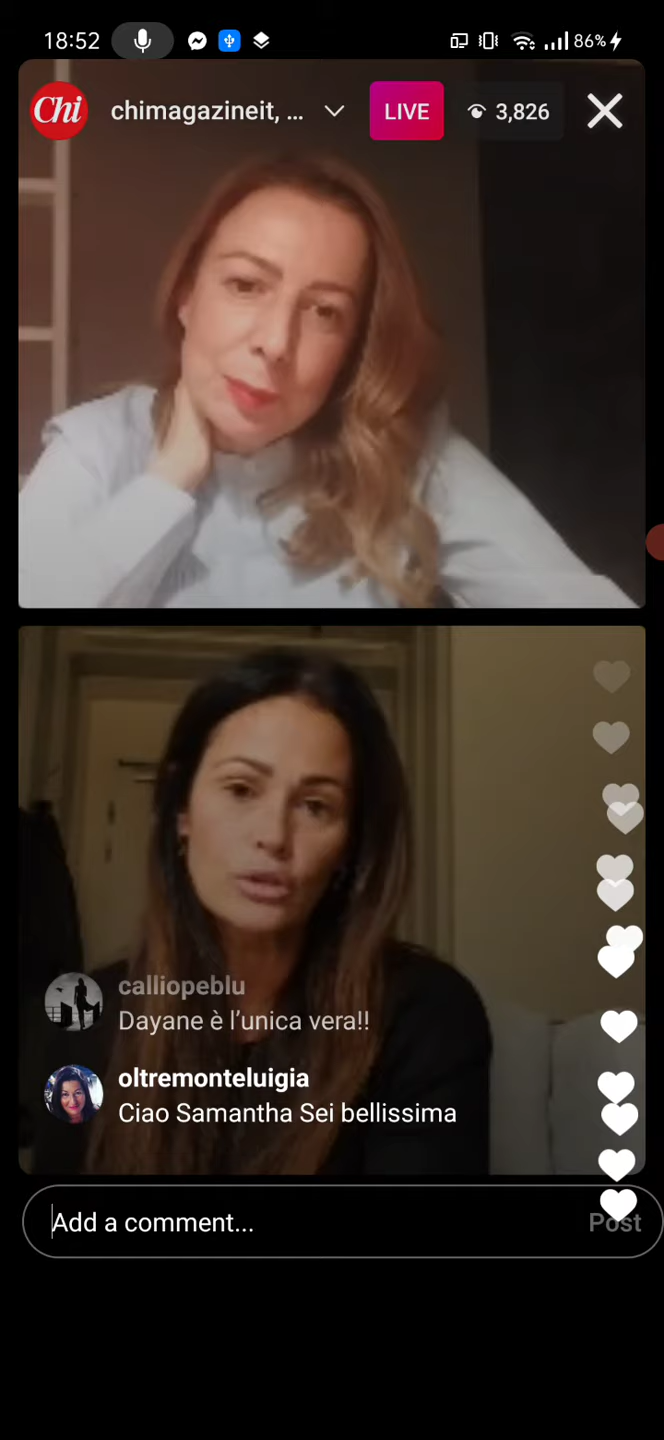 18:52
86%
Chi
chimagazineit, ...
LIVE
3,826
calliopeblu
Dayane è l’unica vera!!
oltremonteluigia
Ciao Samantha Sei bellissima
Add a comment...
Post